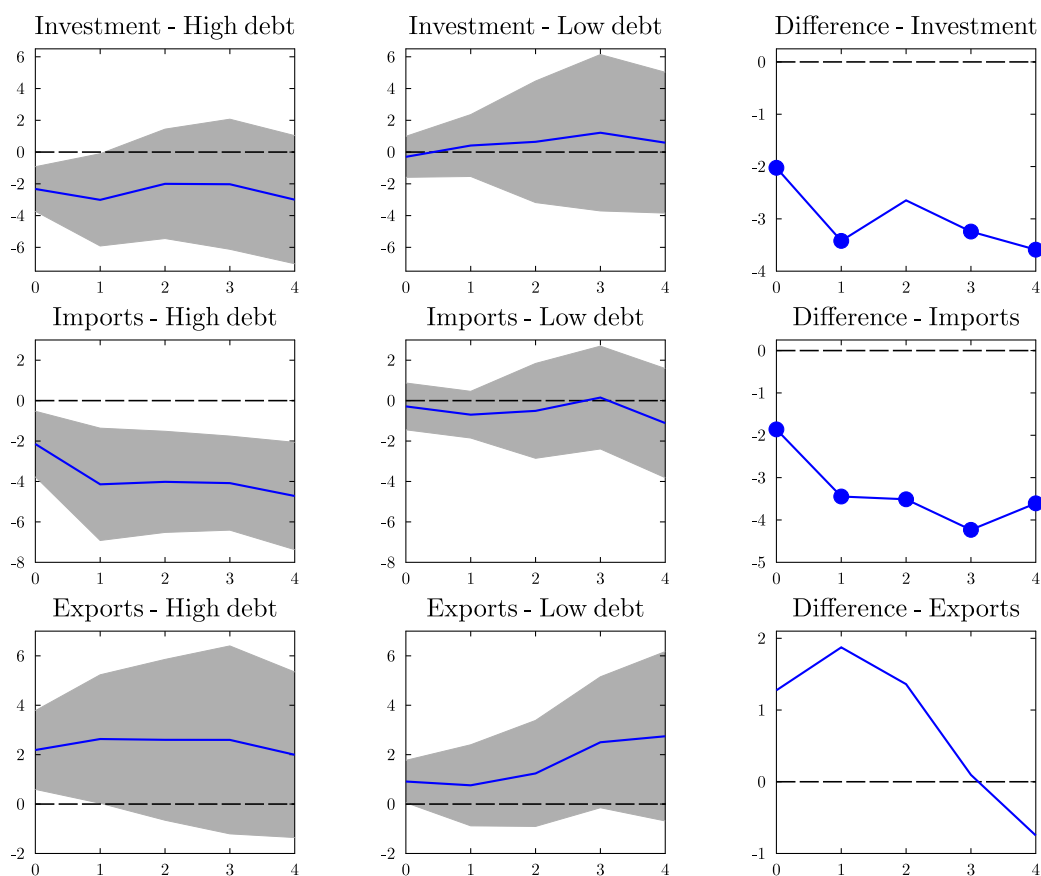 Investment - High debt
6
4
2
0
-2
-4
-6
0 1 2 3 4
Investment - Low debt
6
4
2
0
-2
-4
-6
0 1 2 3 4
Difference - Investment
0
-1
-2
-3
-4
0 1 2 3 4
Imports - High debt
2
0
-2
-4
-6
-8
0 1 2 3 4
Imports - Low debt
2
0
-2
-4
-6
-8
0 1 2 3 4
Difference - Imports
0
-1
-2
-3
-4
-5
0 1 2 3 4
Exports - High debt
6
4
2
0
-2
0 1 2 3 4
Exports - Low debt
6
4
2
0
-2
0 1 2 3 4
Difference - Exports
2
1
0
-1
0 1 2 3 4